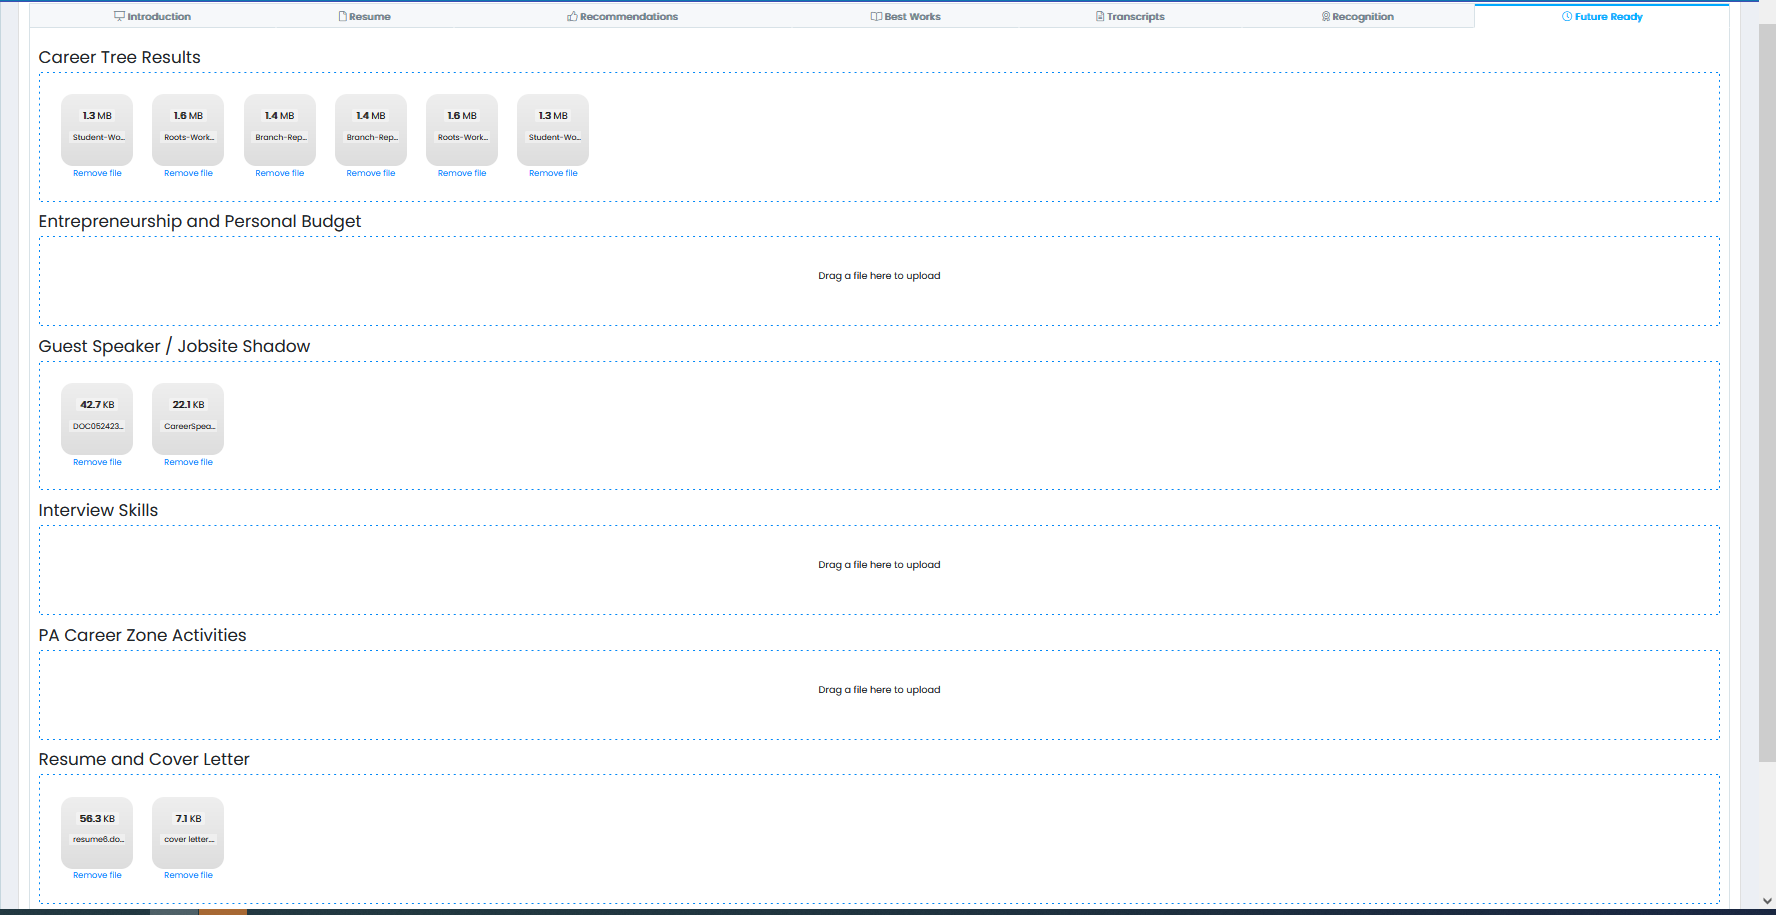 Introduction Resume Recommendations Best Works Transcripts Recognition Future Ready
Career Tree Results
1.3 MB 1.6 MB 1.4 MB 1.4 MB 1.6 MB 1.3 MB
Student-Wo... Roots-Work... Branch-Rep... Branch-Rep... Roots-Work... Student-Wo...
Remove file Remove file Remove file Remove file Remove file Remove file
Entrepreneurship and Personal Budget
Drag a file here to upload
Guest Speaker / Jobsite Shadow
42.7 KB 22.1 KB
DOC052423... CareerSpea...
Remove file Remove file
Interview Skills
Drag a file here to upload
PA Career Zone Activities
Drag a file here to upload
Resume and Cover Letter
56.3 KB 7.1 KB
resume6.do... cover letter....
Remove file Remove file